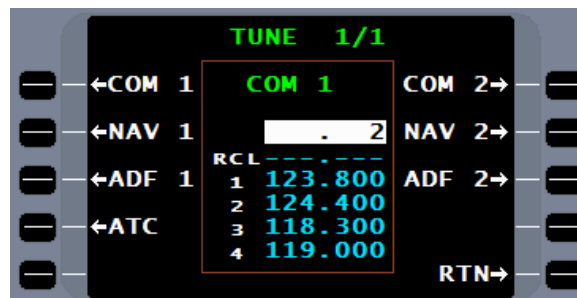 TUNE 1/1
←COM 1 COM 1 COM 2→
←NAV 1 . 2 NAV 2→
RCL ---.---
←ADF 1 1 123.800 ADF 2→
2 124.400
←ATC 3 118.300
4 119.000
RTN→